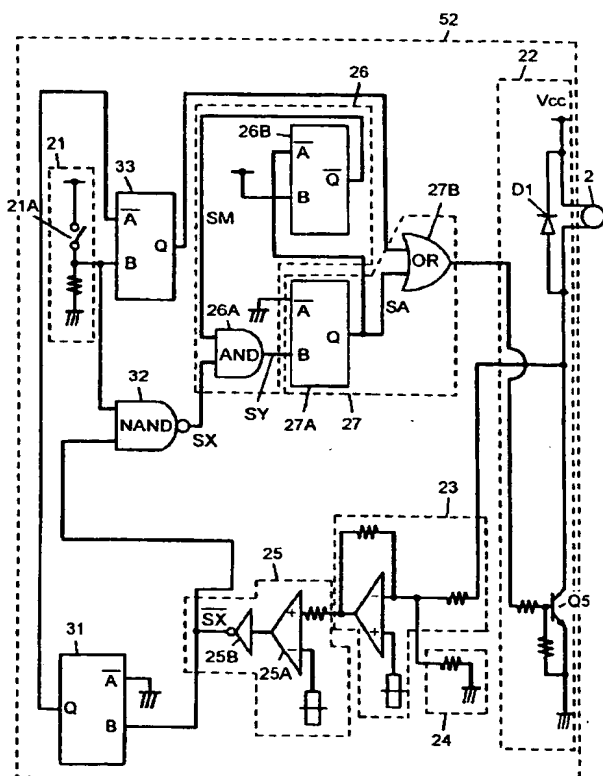 52
22
26
Vcc
26B
A̅ Q̅
21
33
2
B
D1
27B
21A
A̅
SM
Q
OR
B
26A
A̅ Q
SA
AND
B
32
SY
27A
27
NAND
SX
23
25
S̅X̅
Q5
31
25B
25A
A̅
Q
B
24